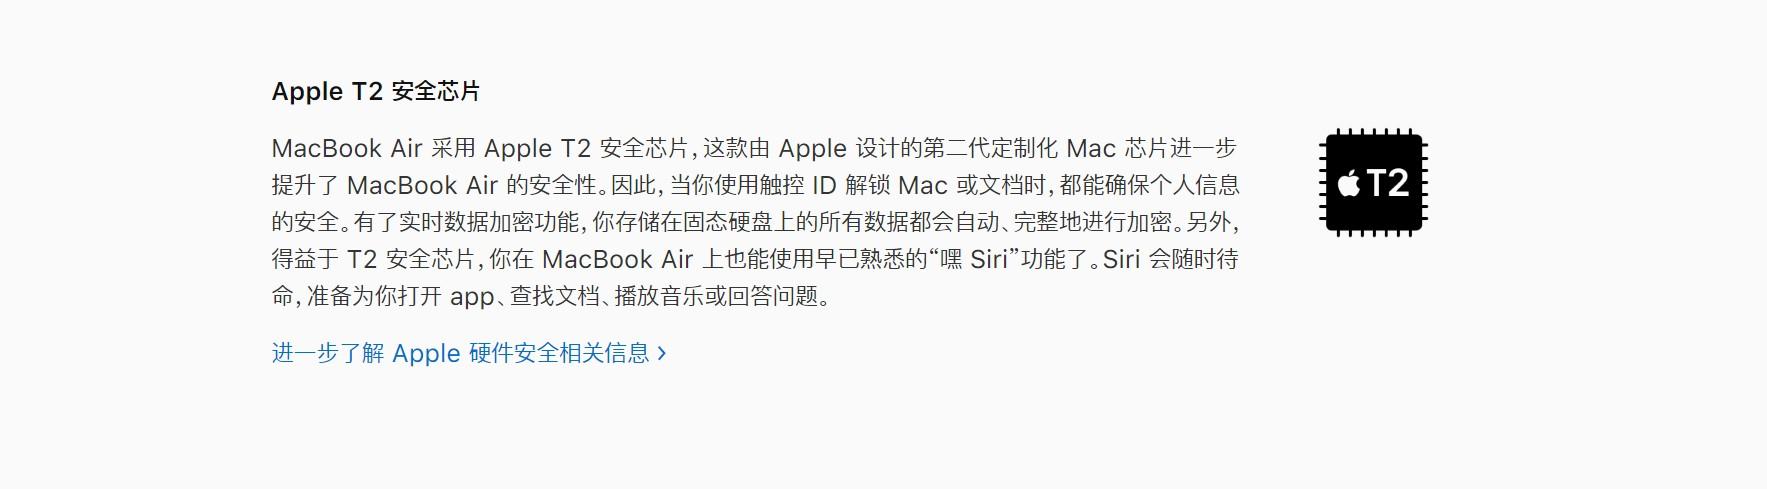 Apple T2 安全芯片
MacBook Air 采用 Apple T2 安全芯片，这款由 Apple 设计的第二代定制化 Mac 芯片进一步
提升了 MacBook Air 的安全性。因此，当你使用触控 ID 解锁 Mac 或文档时，都能确保个人信息
的安全。有了实时数据加密功能，你存储在固态硬盘上的所有数据都会自动、完整地进行加密。另外，
得益于 T2 安全芯片，你在 MacBook Air 上也能使用早已熟悉的“嘿 Siri”功能了。Siri 会随时待
命，准备为你打开 app、查找文档、播放音乐或回答问题。
进一步了解 Apple 硬件安全相关信息 >
T2